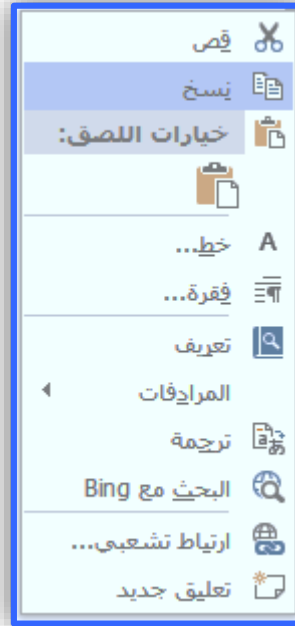 قص
نسخ
خيارات اللصق:
خط...
فقرة...
تعريف
المرادفات
ترجمة
البحث مع Bing
ارتباط تشعبي...
تعليق جديد